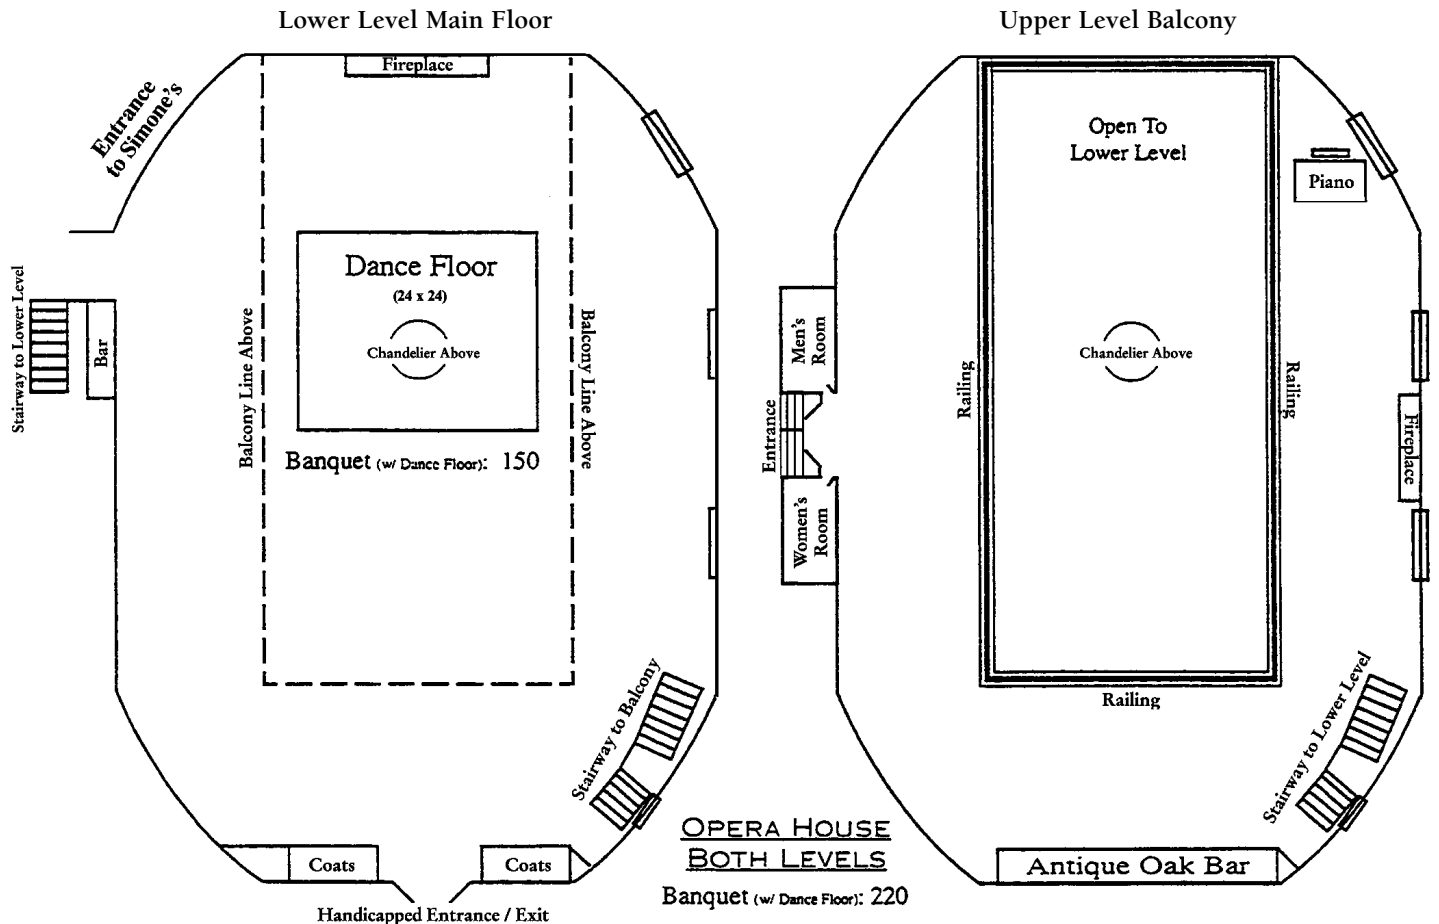 Lower Level Main Floor
Fireplace
Entrance
to Simone's
Dance Floor
(24 x 24)
Chandelier Above
Stairway to Lower Level
Bar
Balcony Line Above
Balcony Line Above
Banquet (w/ Dance Floor): 150
Stairway to Balcony
Coats
Coats
Handicapped Entrance / Exit
OPERA HOUSE
BOTH LEVELS
Banquet (w/ Dance Floor): 220
Upper Level Balcony
Open To
Lower Level
Piano
Men's
Room
Chandelier Above
Railing
Railing
Entrance
Fireplace
Women's
Room
Railing
Stairway to Lower Level
Antique Oak Bar